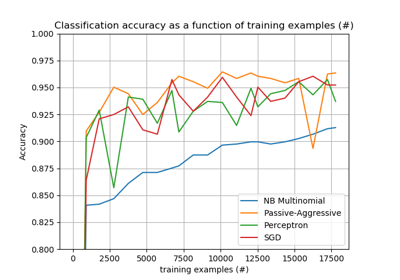 Classification accuracy as a function of training examples (#)
1.000
0.975
0.950
0.925
0.900
0.875
0.850
0.825
0.800
Accuracy
NB Multinomial
Passive-Aggressive
Perceptron
SGD
0 2500 5000 7500 10000 12500 15000 17500
training examples (#)